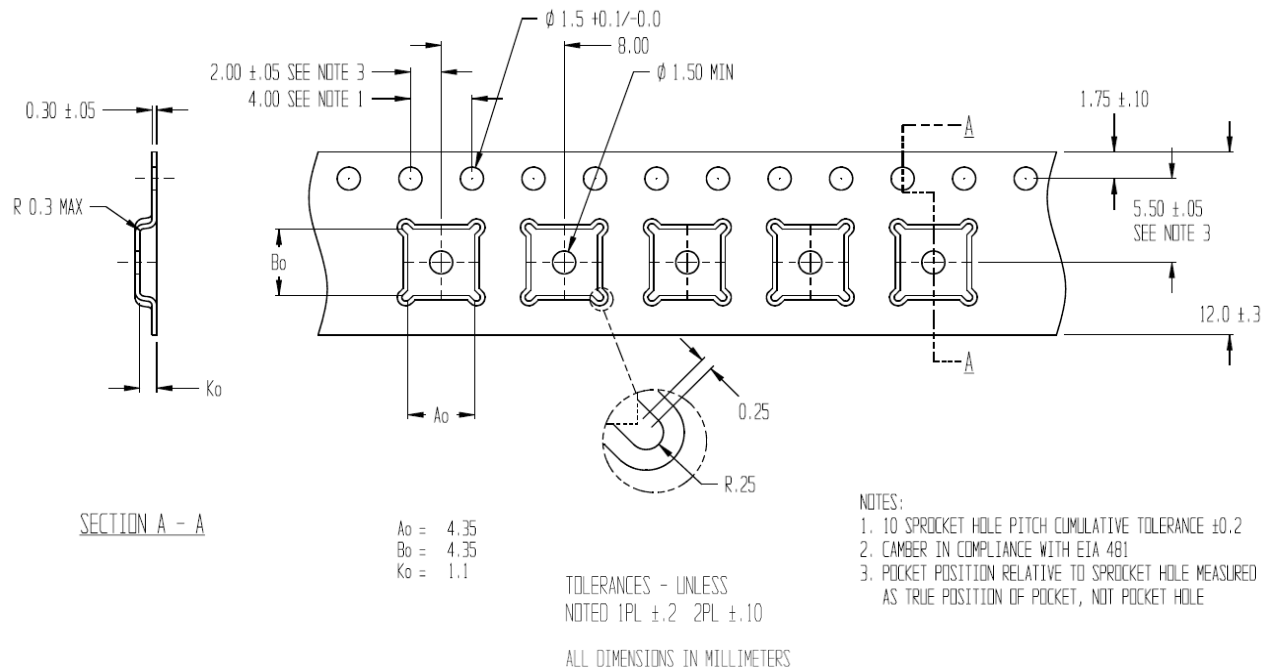 Ø 1.5 +0.1/-0.0
8.00
2.00 ±.05 SEE NOTE 3
Ø 1.50 MIN
4.00 SEE NOTE 1
0.30 ±.05
1.75 ±.10
A
R 0.3 MAX
5.50 ±.05
SEE NOTE 3
Bo
12.0 ±.3
A
Ko
Ao
0.25
R.25
SECTION A - A
Ao = 4.35
Bo = 4.35
Ko = 1.1
NOTES:
1. 10 SPROCKET HOLE PITCH CUMULATIVE TOLERANCE ±0.2
2. CAMBER IN COMPLIANCE WITH EIA 481
3. POCKET POSITION RELATIVE TO SPROCKET HOLE MEASURED
AS TRUE POSITION OF POCKET, NOT POCKET HOLE
TOLERANCES - UNLESS
NOTED 1PL ±.2 2PL ±.10
ALL DIMENSIONS IN MILLIMETERS